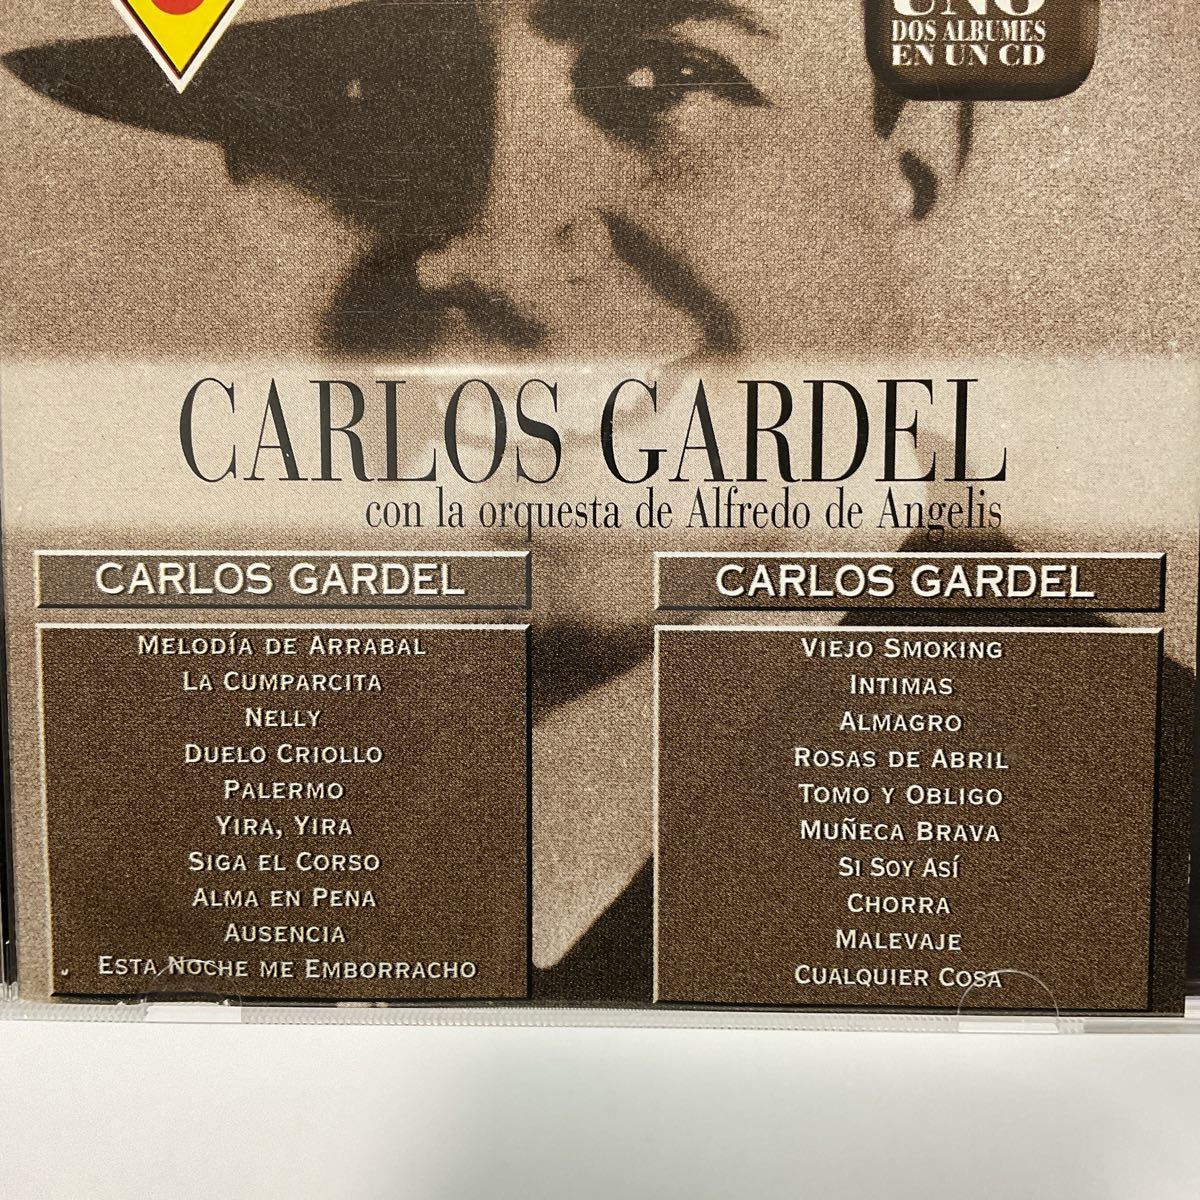 UNO
DOS ALBUMES
EN UN CD
CARLOS GARDEL
con la orquesta de Alfredo de Angelis
CARLOS GARDEL
MELODÍA DE ARRABAL
LA CUMPARCITA
NELLY
DUELO CRIOLLO
PALERMO
YIRA, YIRA
SIGA EL CORSO
ALMA EN PENA
AUSENCIA
ESTA NOCHE ME EMBORRACHO
CARLOS GARDEL
VIEJO SMOKING
INTIMAS
ALMAGRO
ROSAS DE ABRIL
TOMO Y OBLIGO
MUÑECA BRAVA
SI SOY ASÍ
CHORRA
MALEVAJE
CUALQUIER COSA